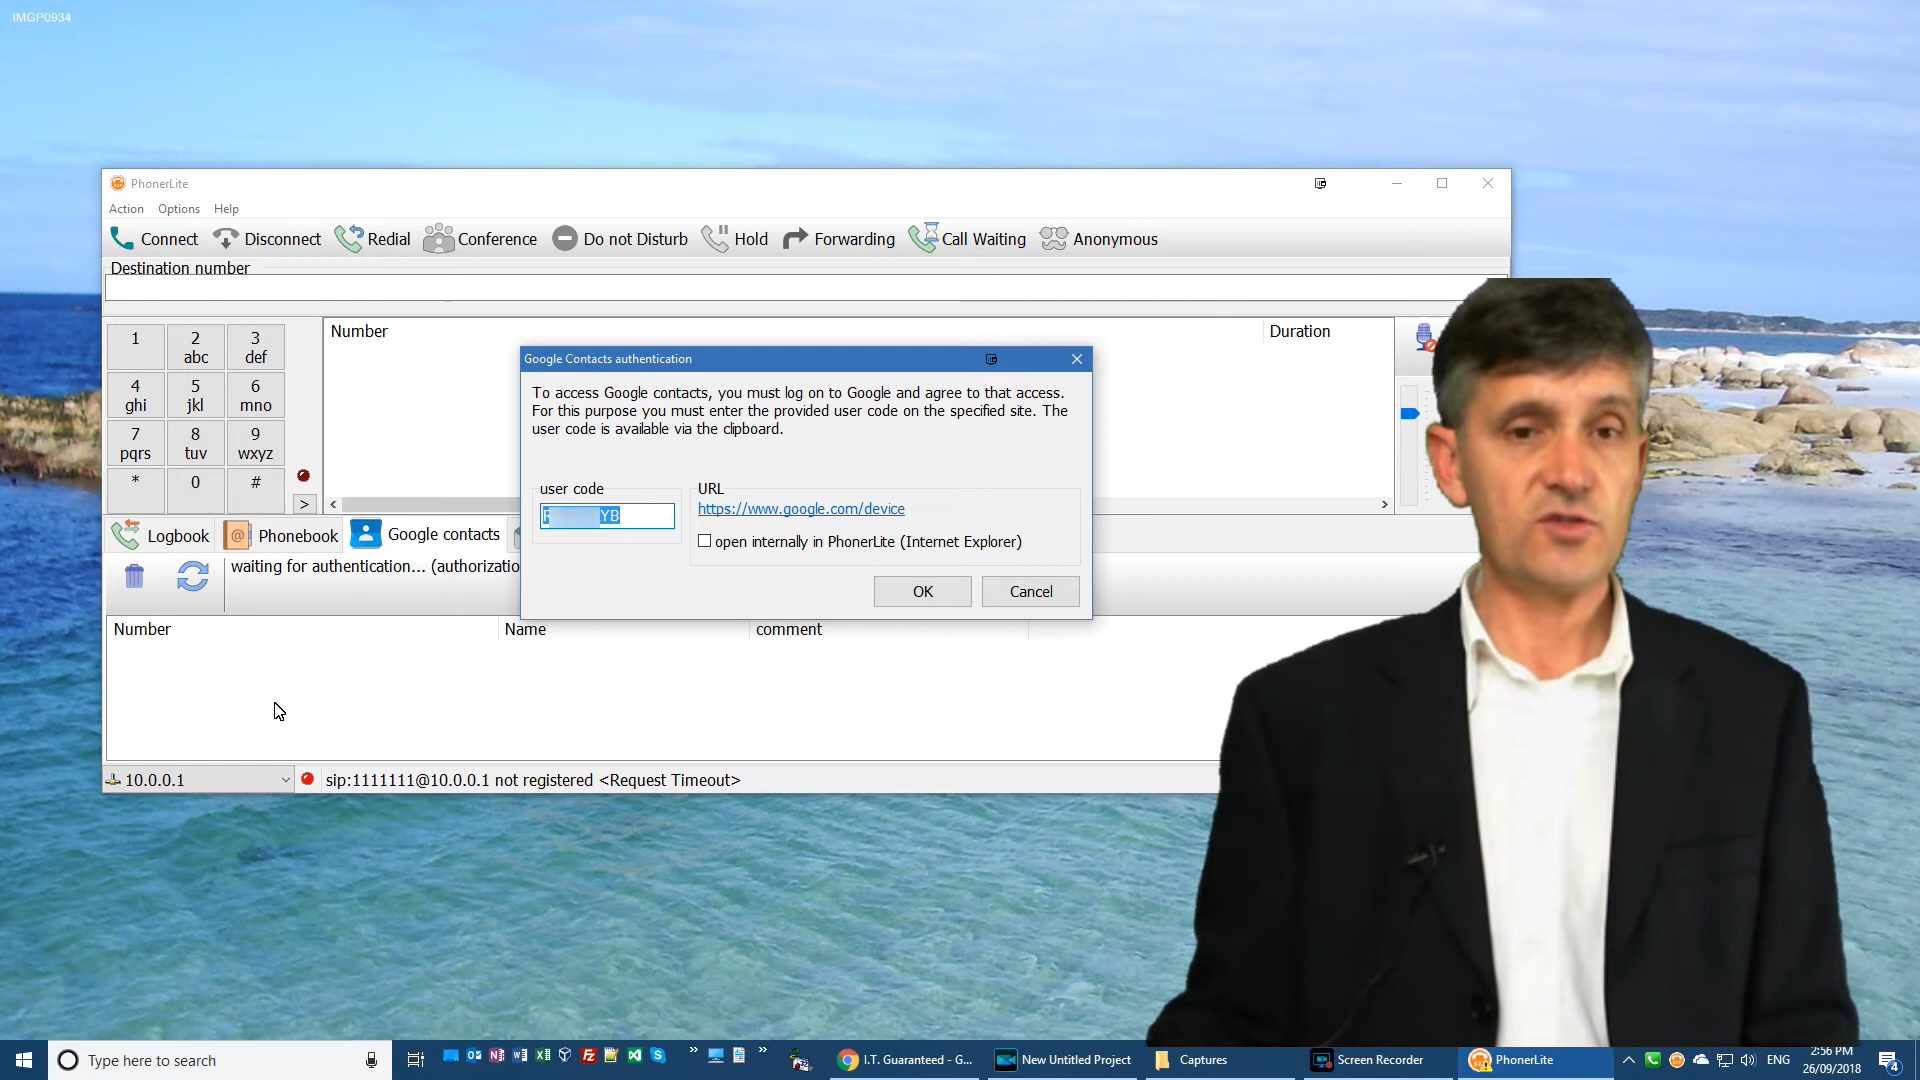 IMGP0934
PhonerLite
Action Options Help
Connect Disconnect Redial Conference Do not Disturb Hold Forwarding Call Waiting Anonymous
Destination number
Number Duration
1
2 abc
3 def
4 ghi
5 jkl
6 mno
7 pqrs
8 tuv
9 wxyz
*
0
#
>
Google Contacts authentication
To access Google contacts, you must log on to Google and agree to that access.
For this purpose you must enter the provided user code on the specified site. The
user code is available via the clipboard.
user code
YB
URL
https://www.google.com/device
open internally in PhonerLite (Internet Explorer)
OK Cancel
Logbook Phonebook Google contacts
waiting for authentication... (authorizatio
Number Name comment
10.0.0.1 sip:1111111@10.0.0.1 not registered <Request Timeout>
Type here to search
I.T. Guaranteed - G...
New Untitled Project
Captures
Screen Recorder
PhonerLite
ENG
2:56 PM
26/09/2018
4